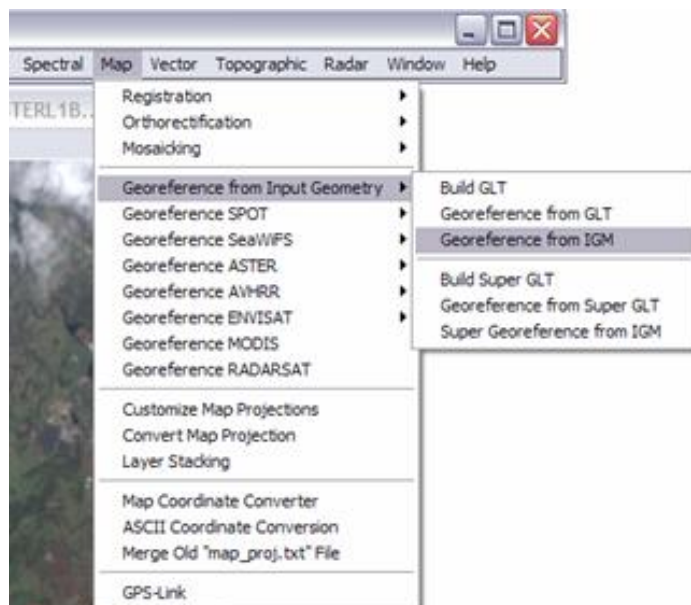 Spectral Map Vector Topographic Radar Window Help
TERL1B..
Registration
Orthorectification
Mosaicking
Georeference from Input Geometry
Georeference SPOT
Georeference SeaWiFS
Georeference ASTER
Georeference AVHRR
Georeference ENVISAT
Georeference MODIS
Georeference RADARSAT
Customize Map Projections
Convert Map Projection
Layer Stacking
Map Coordinate Converter
ASCII Coordinate Conversion
Merge Old "map_proj.txt" File
GPS-Link
Build GLT
Georeference from GLT
Georeference from IGM
Build Super GLT
Georeference from Super GLT
Super Georeference from IGM